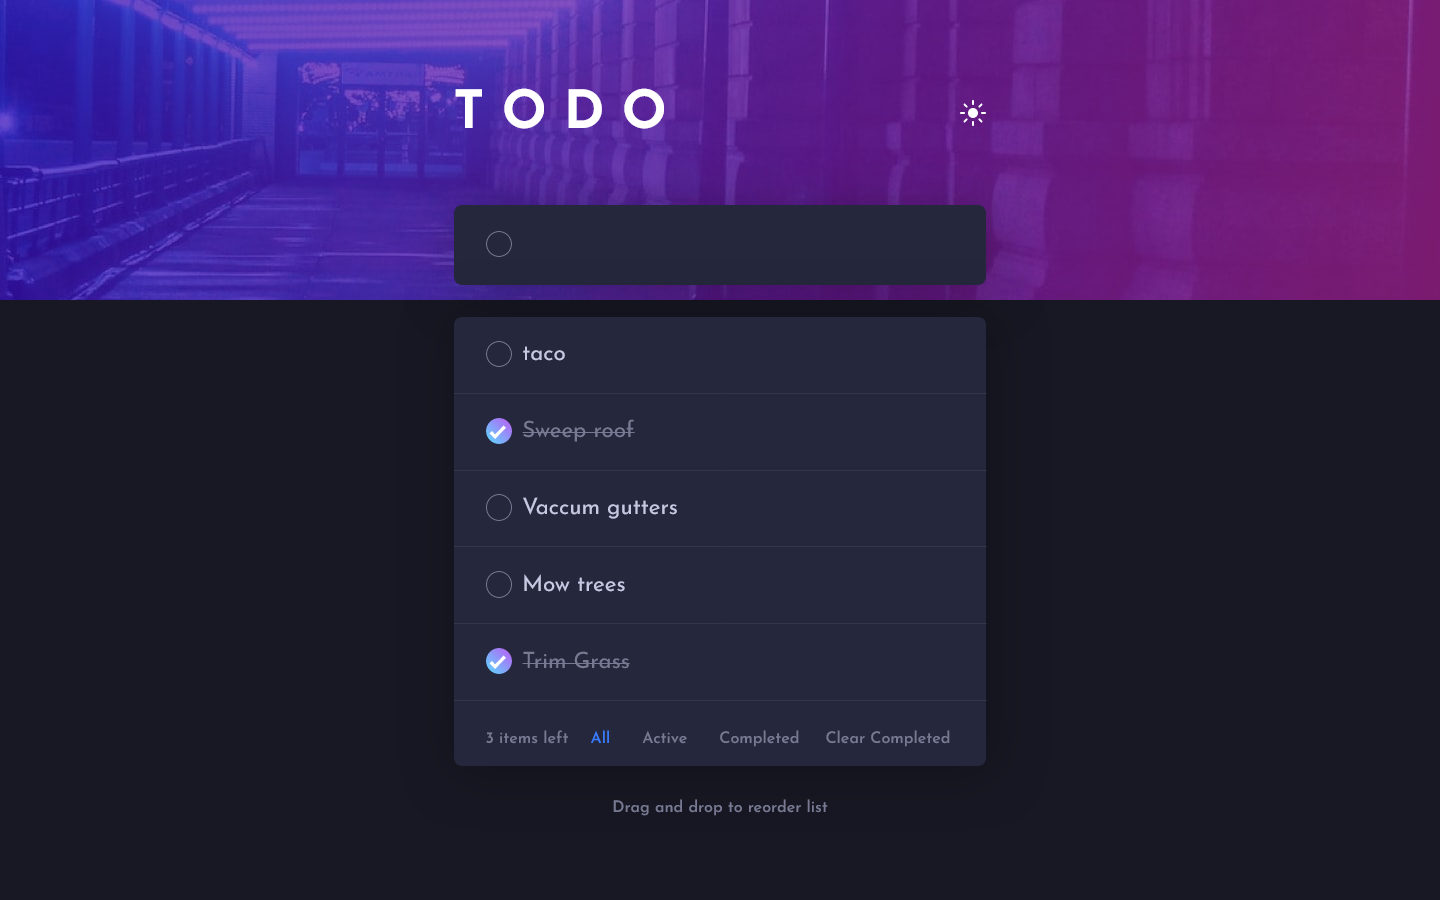 TODO
taco
Sweep roof
Vaccum gutters
Mow trees
Trim Grass
3 items left All Active Completed Clear Completed
Drag and drop to reorder list